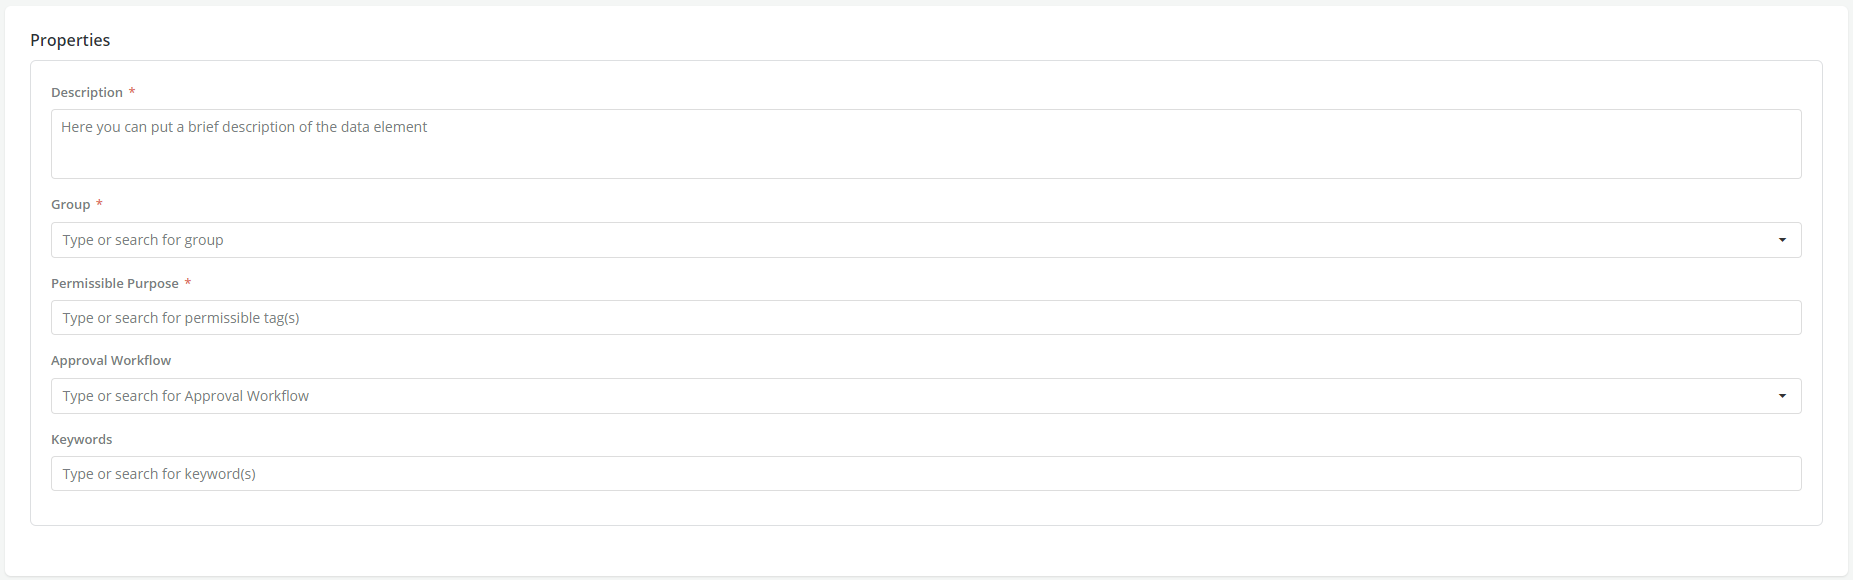 Properties
Description *
Here you can put a brief description of the data element
Group *
Type or search for group
Permissible Purpose *
Type or search for permissible tag(s)
Approval Workflow
Type or search for Approval Workflow
Keywords
Type or search for keyword(s)